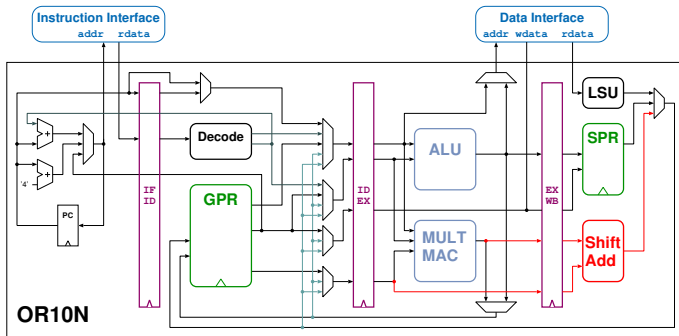 Instruction Interface
addr rdata
Data Interface
addr wdata rdata
LSU
Decode
ALU
SPR
'4'
IF
ID
GPR
ID
EX
EX
WB
PC
MULT
MAC
Shift
Add
OR10N
+
+